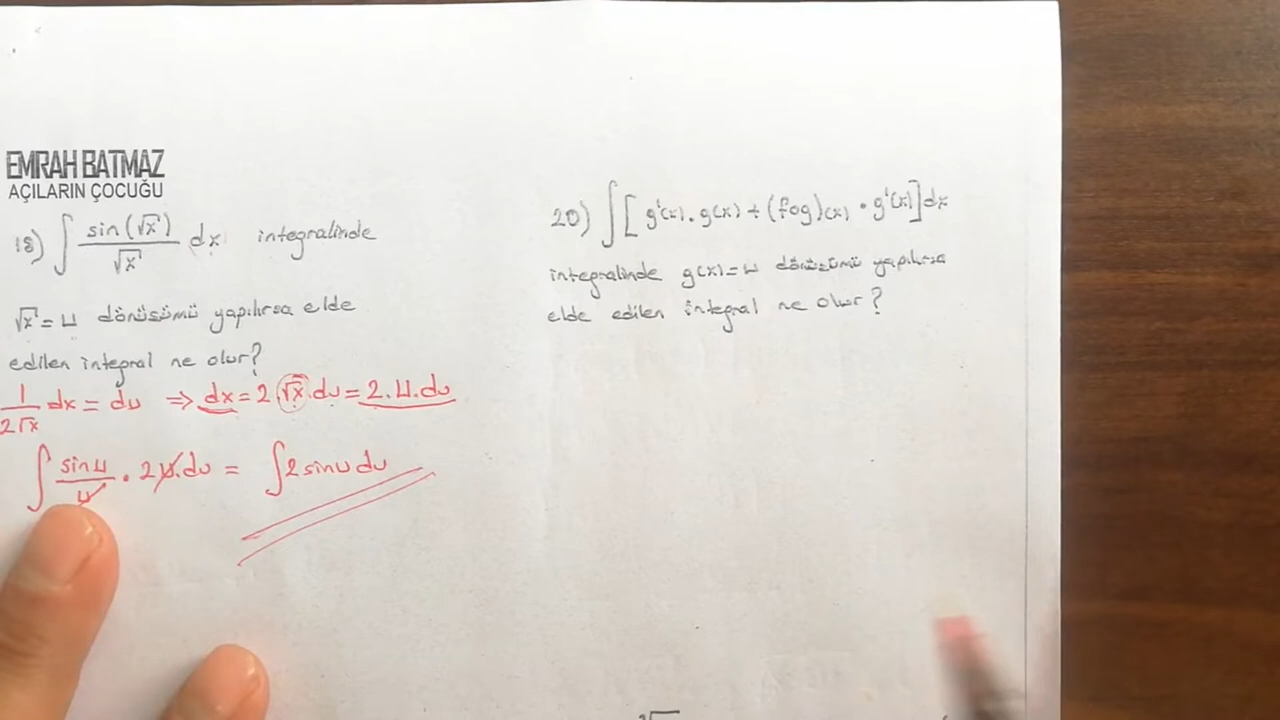 EMRAH BATMAZ
AÇILARIN ÇOCUĞU
18) ∫ sin(√x)/√x dx integralinde
√x = u dönüşümü yapılırsa elde
edilen integral ne olur?
1/(2√x) dx = du ⇒ dx = 2√x.du = 2.u.du
∫ sinu/u . 2u.du = ∫2sinu du
20) ∫[g'(x).g(x) + (fog)(x) . g'(x)]dx
integralinde g(x)=u dönüşümü yapılırsa
elde edilen integral ne olur?